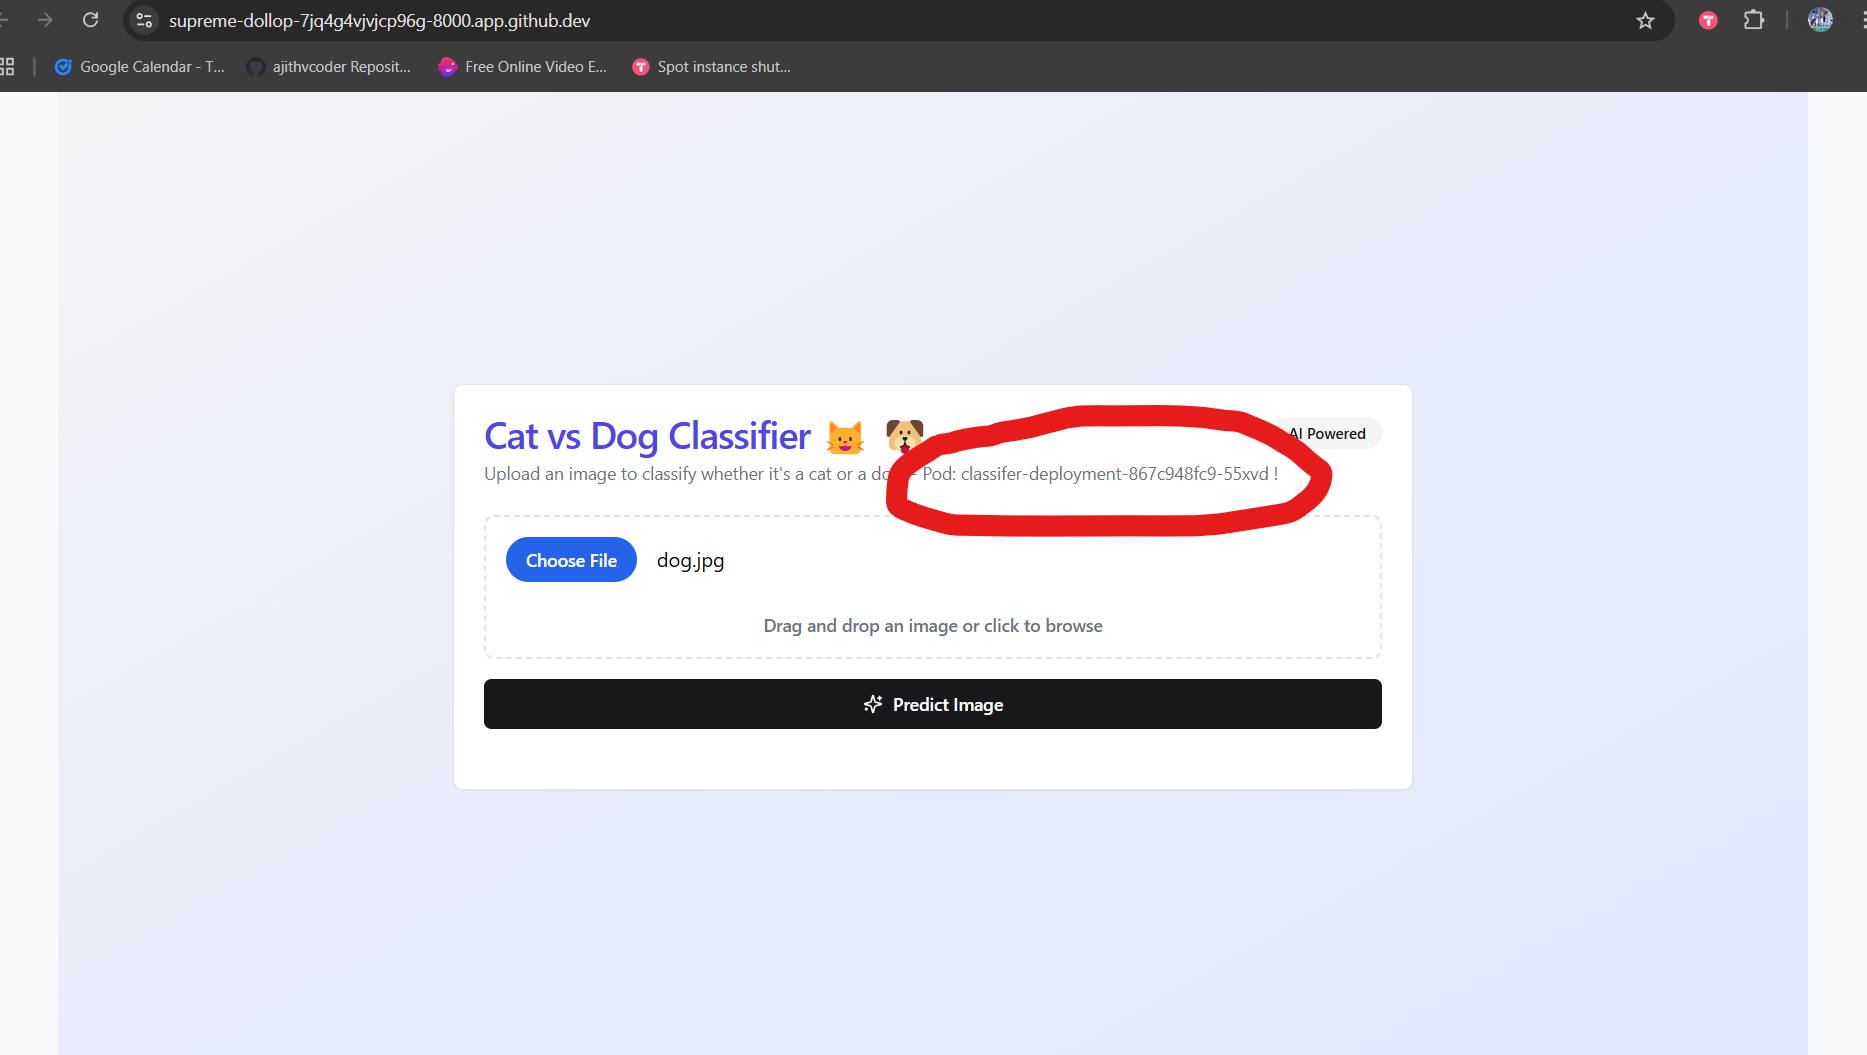 supreme-dollop-7jq4g4vjvjcp96g-8000.app.github.dev
Google Calendar - T...
ajithvcoder Reposit...
Free Online Video E...
Spot instance shut...
Cat vs Dog Classifier
AI Powered
Upload an image to classify whether it's a cat or a do - Pod: classifer-deployment-867c948fc9-55xvd !
Choose File dog.jpg
Drag and drop an image or click to browse
Predict Image